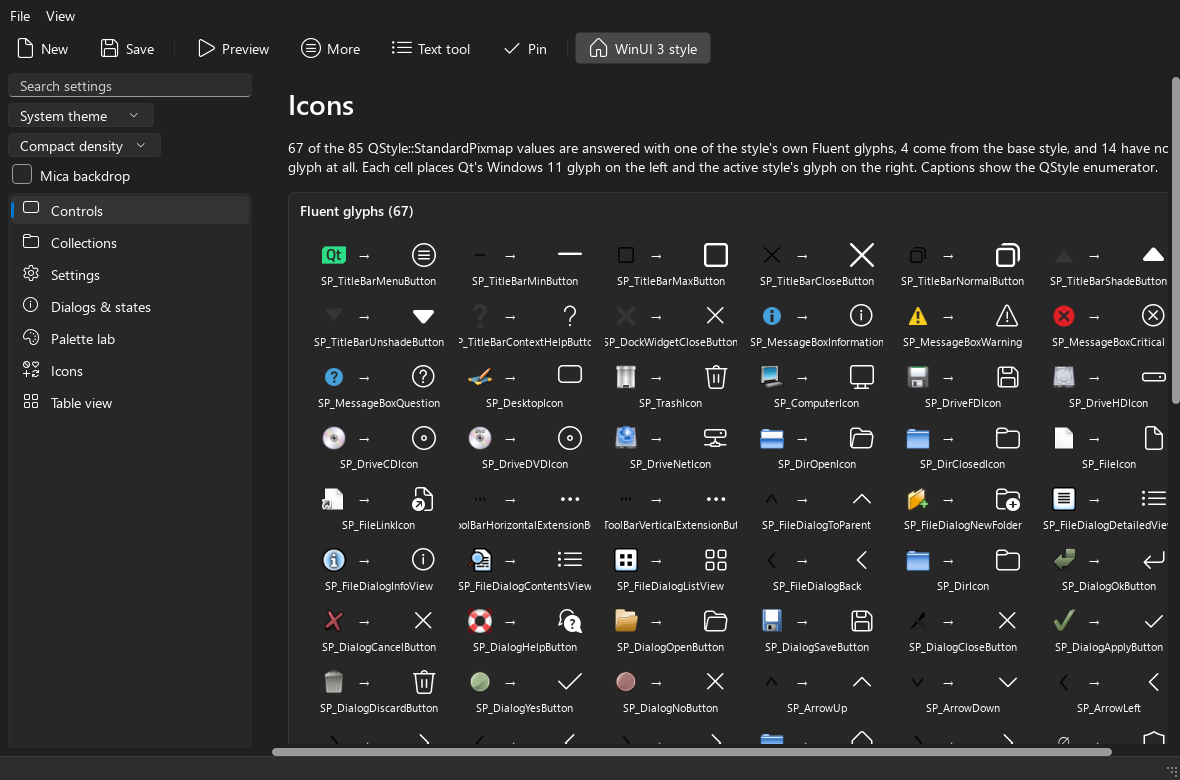 File View
New Save Preview More Text tool Pin WinUI 3 style
Search settings
System theme
Compact density
Mica backdrop
Controls
Collections
Settings
Dialogs & states
Palette lab
Icons
Table view
Icons
67 of the 85 QStyle::StandardPixmap values are answered with one of the style's own Fluent glyphs, 4 come from the base style, and 14 have no
glyph at all. Each cell places Qt's Windows 11 glyph on the left and the active style's glyph on the right. Captions show the QStyle enumerator.
Fluent glyphs (67)
Qt → → → → → →
SP_TitleBarMenuButton SP_TitleBarMinButton SP_TitleBarMaxButton SP_TitleBarCloseButton SP_TitleBarNormalButton SP_TitleBarShadeButton
→ → → → → →
SP_TitleBarUnshadeButton P_TitleBarContextHelpButto SP_DockWidgetCloseButton SP_MessageBoxInformation SP_MessageBoxWarning SP_MessageBoxCritical
→ → → → → →
SP_MessageBoxQuestion SP_DesktopIcon SP_TrashIcon SP_ComputerIcon SP_DriveFDIcon SP_DriveHDIcon
→ → → → → →
SP_DriveCDIcon SP_DriveDVDIcon SP_DriveNetIcon SP_DirOpenIcon SP_DirClosedIcon SP_FileIcon
→ → → → → →
SP_FileLinkIcon oolBarHorizontalExtensionBu ToolBarVerticalExtensionBut SP_FileDialogToParent SP_FileDialogNewFolder SP_FileDialogDetailedView
→ → → → → →
SP_FileDialogInfoView SP_FileDialogContentsView SP_FileDialogListView SP_FileDialogBack SP_DirIcon SP_DialogOkButton
→ → → → → →
SP_DialogCancelButton SP_DialogHelpButton SP_DialogOpenButton SP_DialogSaveButton SP_DialogCloseButton SP_DialogApplyButton
→ → → → → →
SP_DialogDiscardButton SP_DialogYesButton SP_DialogNoButton SP_ArrowUp SP_ArrowDown SP_ArrowLeft